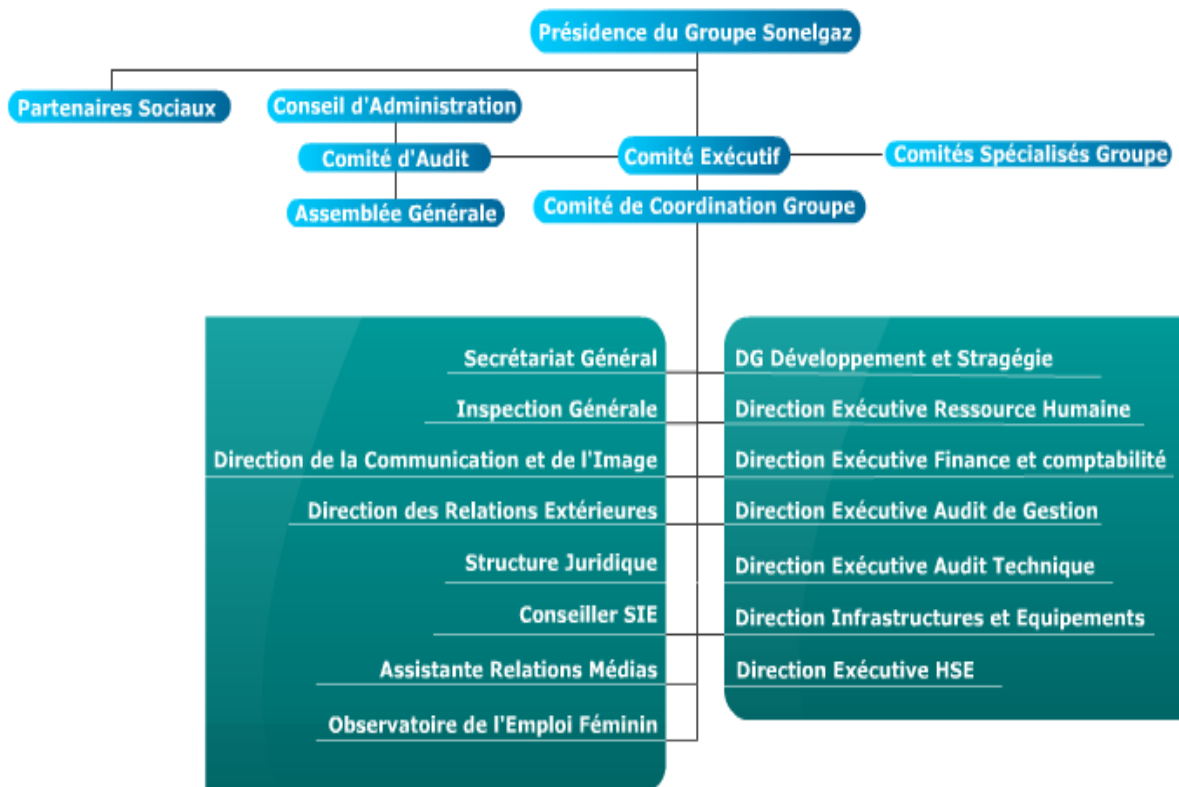 Présidence du Groupe Sonelgaz
Partenaires Sociaux
Conseil d'Administration
Comité d'Audit
Comité Exécutif
Comités Spécialisés Groupe
Assemblée Générale
Comité de Coordination Groupe
Secrétariat Général
DG Développement et Stragégie
Inspection Générale
Direction Exécutive Ressource Humaine
Direction de la Communication et de l'Image
Direction Exécutive Finance et comptabilité
Direction des Relations Extérieures
Direction Exécutive Audit de Gestion
Structure Juridique
Direction Exécutive Audit Technique
Conseiller SIE
Direction Infrastructures et Equipements
Assistante Relations Médias
Direction Exécutive HSE
Observatoire de l'Emploi Féminin